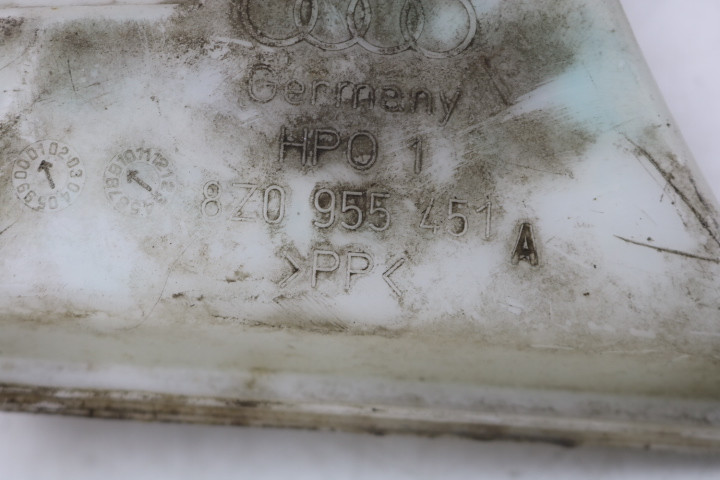 Germany
HPO 1
8Z0 955 451 A
>PP<